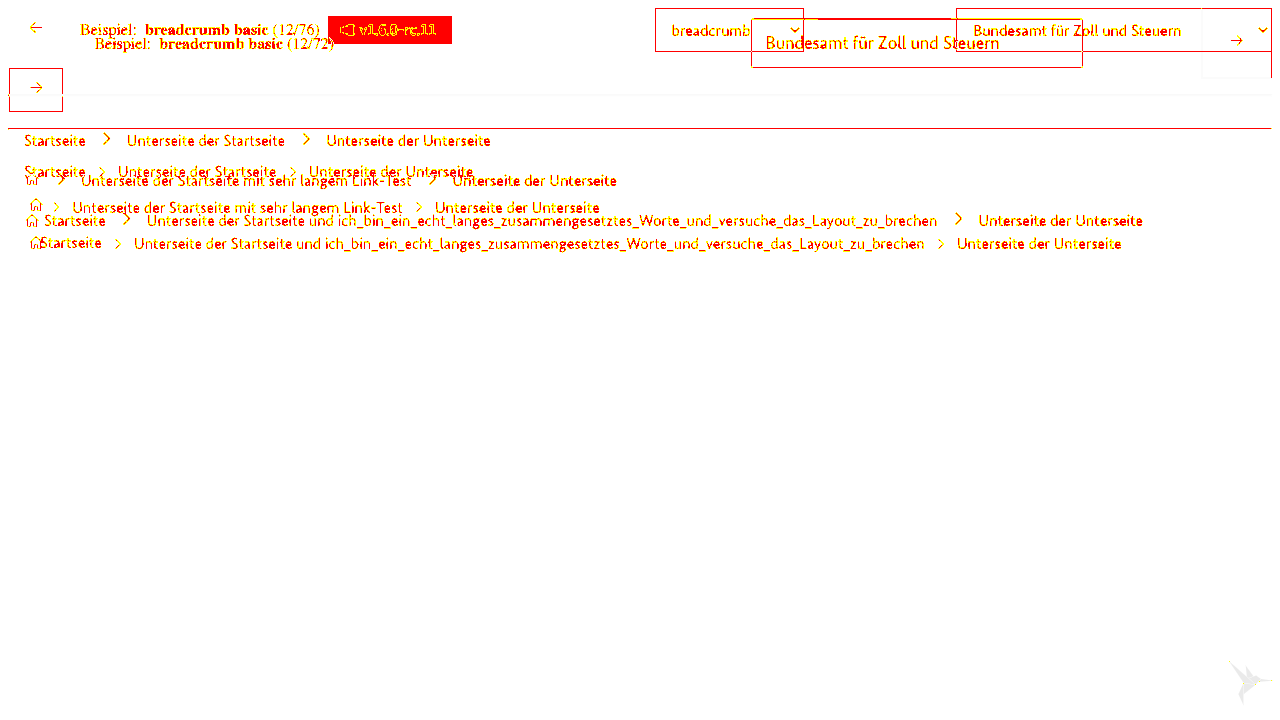 Beispiel: breadcrumb basic (12/76) v1.6.0-rc.11 breadcrumb Bundesamt für Zoll und Steuern
Beispiel: breadcrumb basic (12/72) Bundesamt für Zoll und Steuern
Startseite Unterseite der Startseite Unterseite der Unterseite
Startseite Unterseite der Startseite Unterseite der Unterseite
Unterseite der Startseite mit sehr langem Link-Test Unterseite der Unterseite
Unterseite der Startseite mit sehr langem Link-Test Unterseite der Unterseite
Startseite Unterseite der Startseite und ich_bin_ein_echt_langes_zusammengesetztes_Worte_und_versuche_das_Layout_zu_brechen Unterseite der Unterseite
Startseite Unterseite der Startseite und ich_bin_ein_echt_langes_zusammengesetztes_Worte_und_versuche_das_Layout_zu_brechen Unterseite der Unterseite